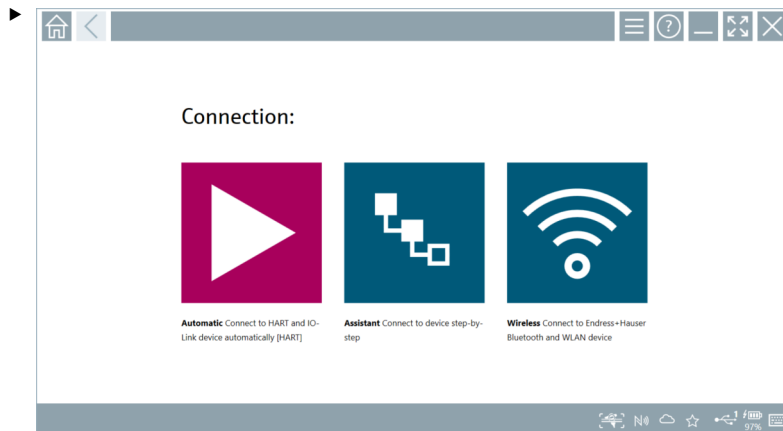 Connection:
Automatic Connect to HART and IO-
Link device automatically [HART]
Assistant Connect to device step-by-
step
Wireless Connect to Endress+Hauser
Bluetooth and WLAN device
?
N
1
97%